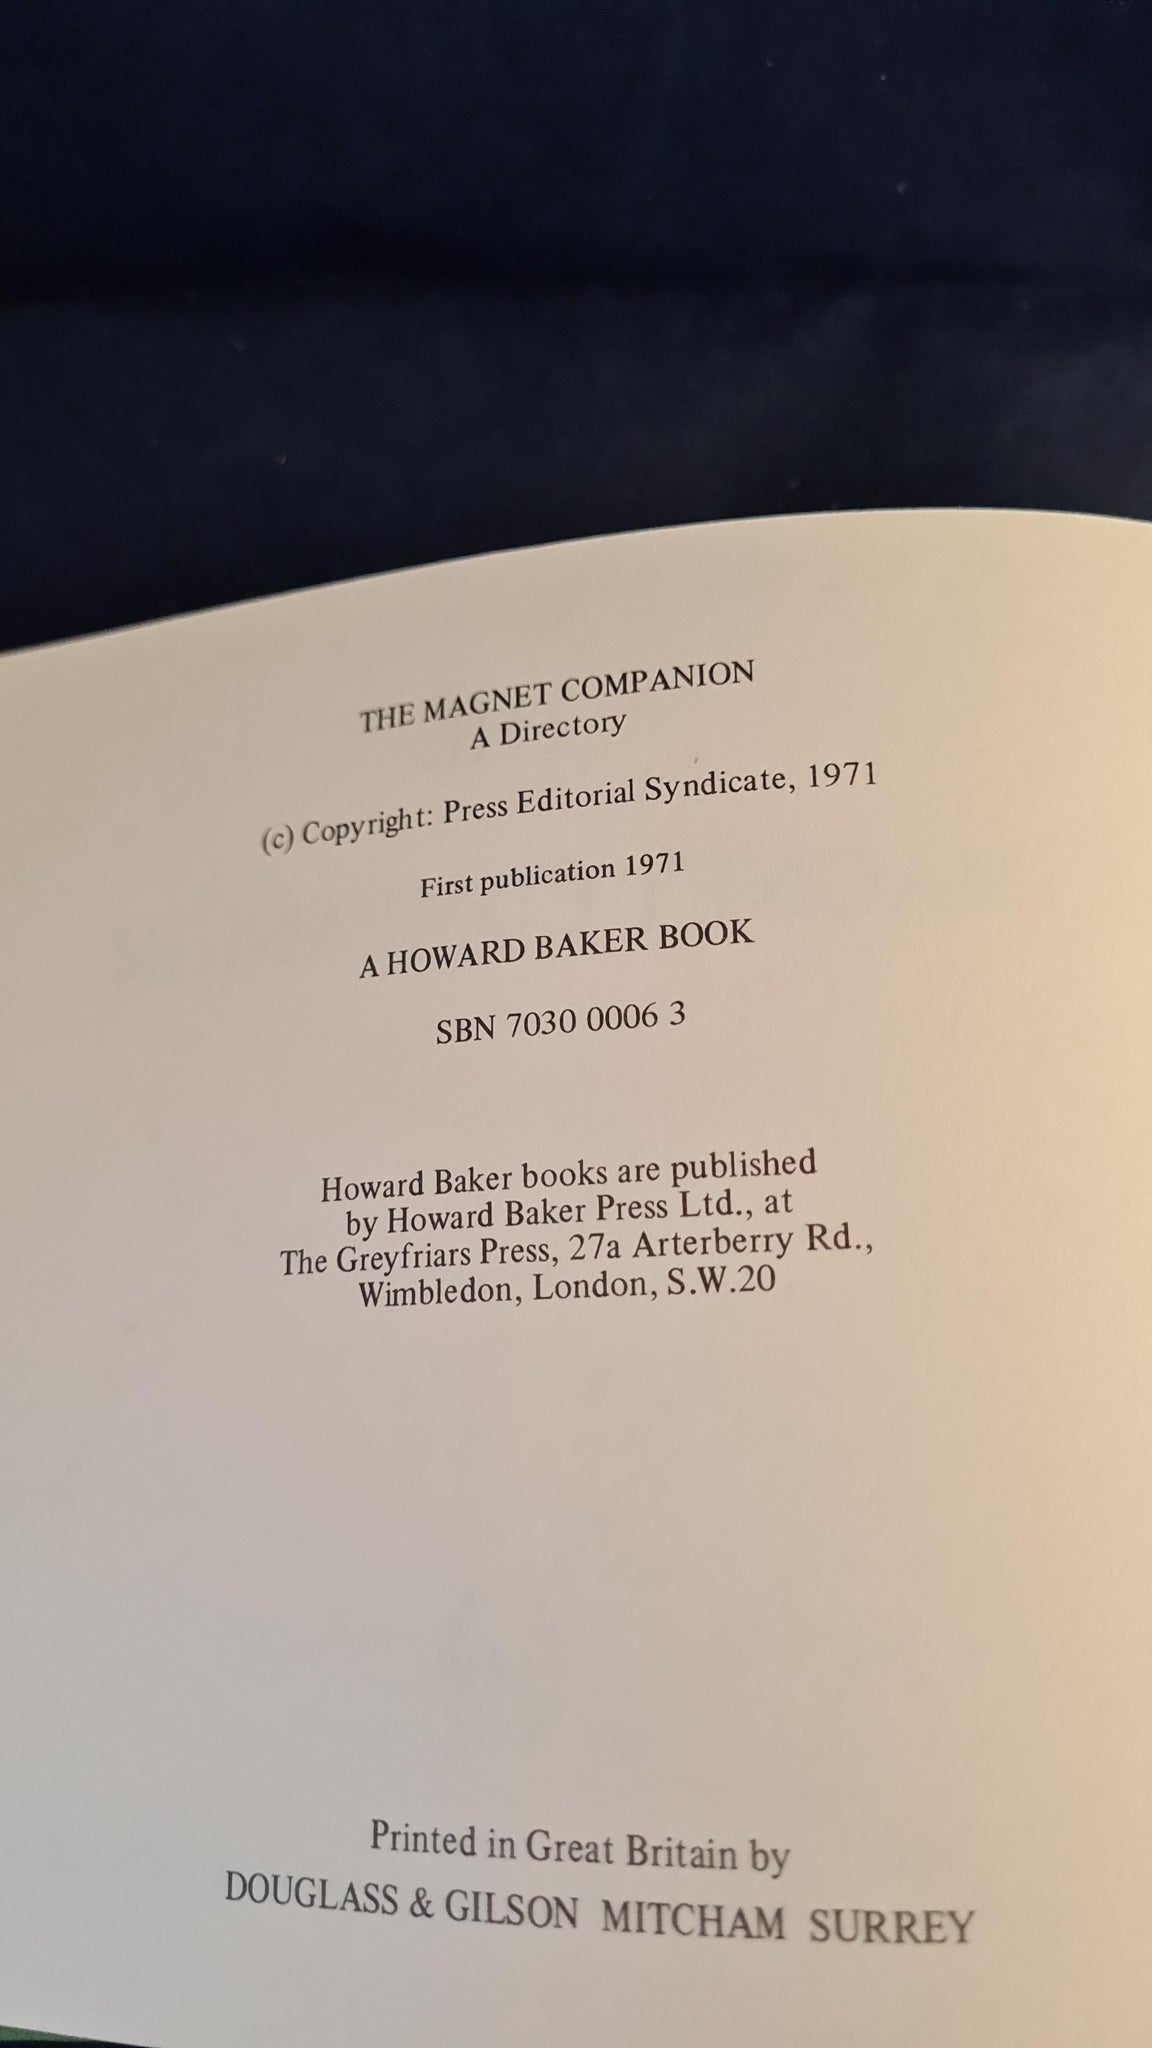 THE MAGNET COMPANION
A Directory
(c) Copyright: Press Editorial Syndicate, 1971
First publication 1971
A HOWARD BAKER BOOK
SBN 7030 0006 3
Howard Baker books are published
by Howard Baker Press Ltd., at
The Greyfriars Press, 27a Arterberry Rd.,
Wimbledon, London, S.W.20
Printed in Great Britain by
DOUGLASS & GILSON MITCHAM SURREY